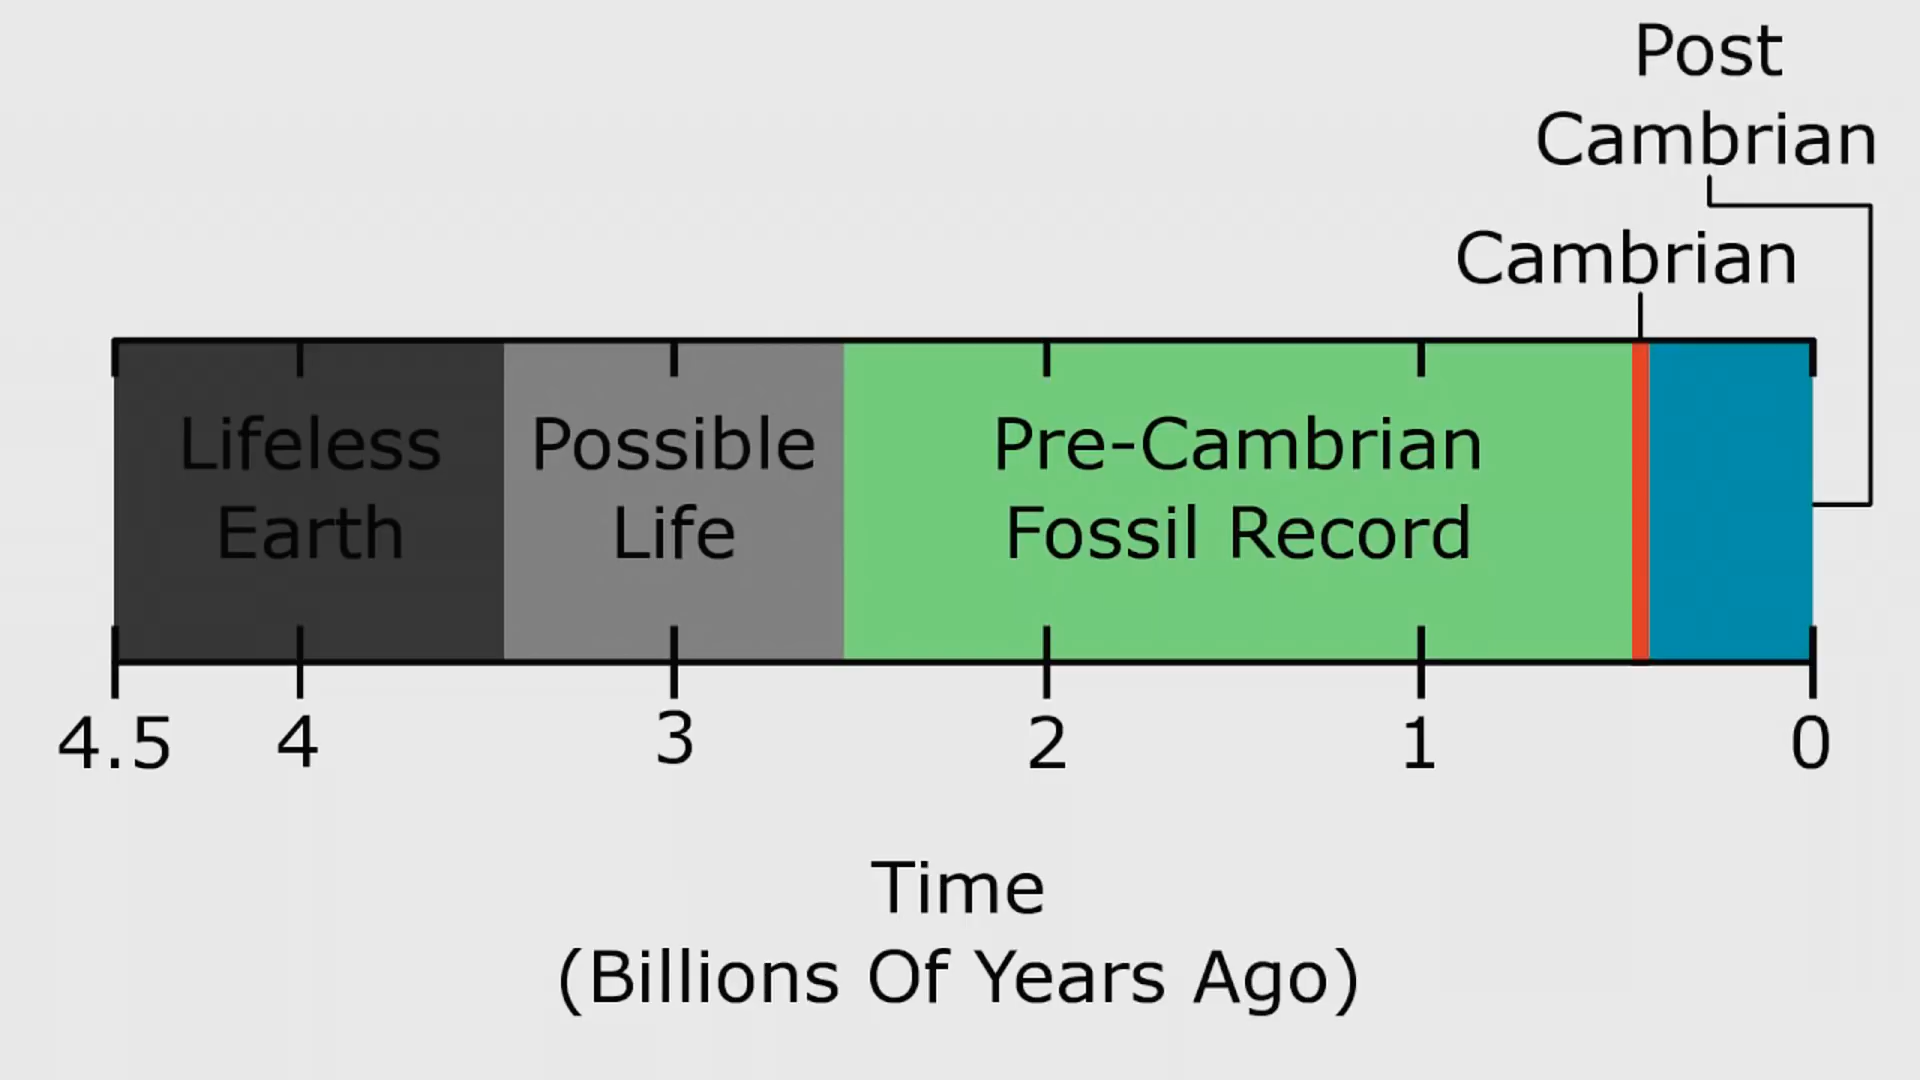 Post
Cambrian
Cambrian
Lifeless
Earth
Possible
Life
Pre-Cambrian
Fossil Record
4.5 4 3 2 1 0
Time
(Billions Of Years Ago)